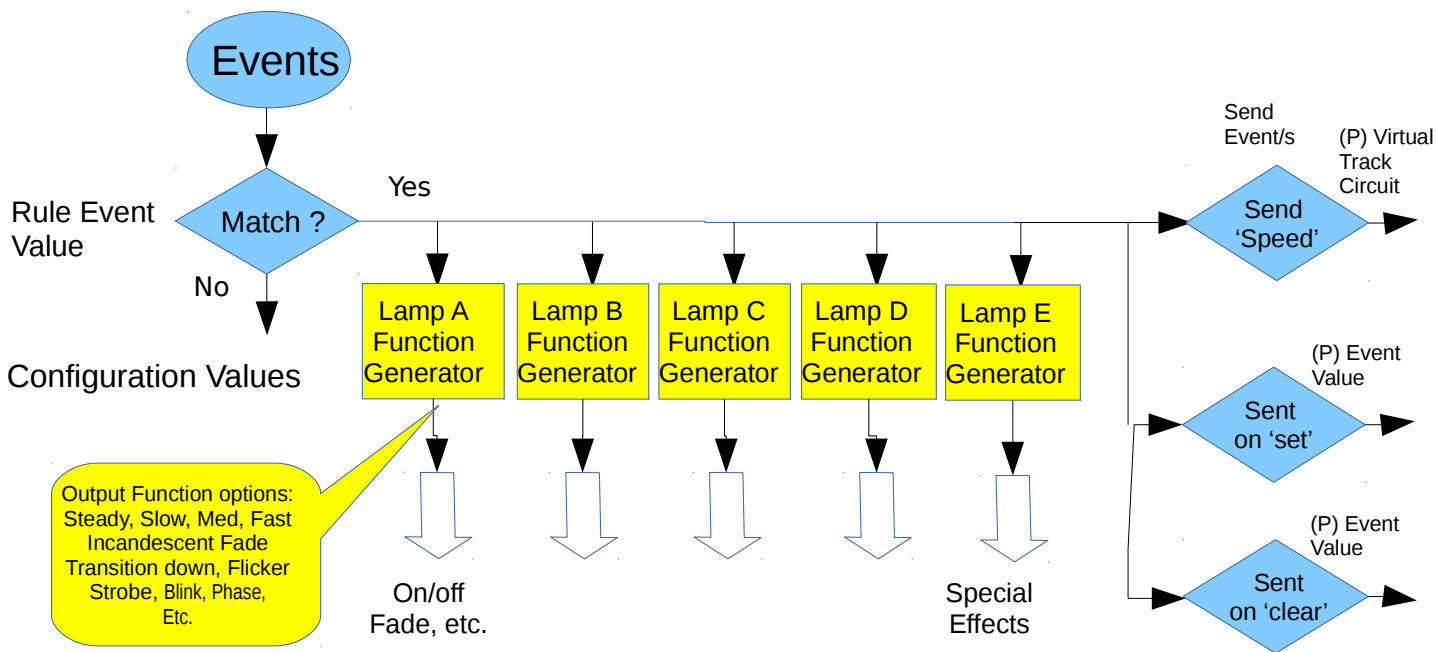 Events
Send
Event/s
(P) Virtual
Track
Circuit
Yes
Rule Event
Value
Match ?
Send
‘Speed’
No
Lamp A
Function
Generator
Lamp B
Function
Generator
Lamp C
Function
Generator
Lamp D
Function
Generator
Lamp E
Function
Generator
Configuration Values
(P) Event
Value
Sent
on ‘set’
Output Function options:
Steady, Slow, Med, Fast
Incandescent Fade
Transition down, Flicker
Strobe, Blink, Phase,
Etc.
On/off
Fade, etc.
Special
Effects
(P) Event
Value
Sent
on ‘clear’